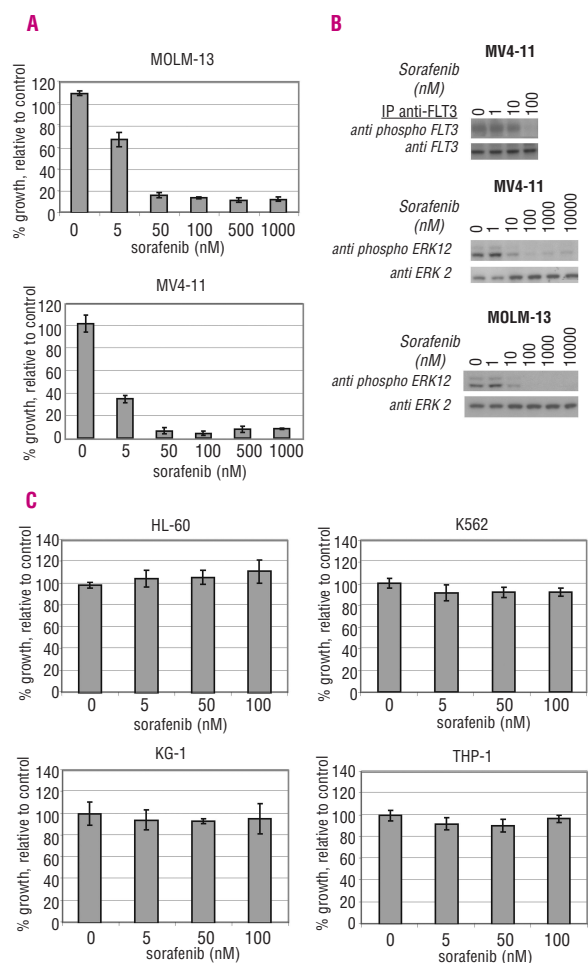 A
MOLM-13
% growth, relative to control
120
100
80
60
40
20
0
0 5 50 100 500 1000
sorafenib (nM)
MV4-11
% growth, relative to control
120
100
80
60
40
20
0
0 5 50 100 500 1000
sorafenib (nM)
B
MV4-11
Sorafenib
(nM)
0 1 10 100
IP anti-FLT3
anti phospho FLT3
anti FLT3
MV4-11
Sorafenib
(nM)
0 1 10 100 1000 10000
anti phospho ERK12
anti ERK 2
MOLM-13
Sorafenib
(nM)
0 1 10 100 1000 10000
anti phospho ERK12
anti ERK 2
C
HL-60
% growth, relative to control
140
120
100
80
60
40
20
0
0 5 50 100
sorafenib (nM)
K562
% growth, relative to control
140
120
100
80
60
40
20
0
0 5 50 100
sorafenib (nM)
KG-1
% growth, relative to control
140
120
100
80
60
40
20
0
0 5 50 100
sorafenib (nM)
THP-1
% growth, relative to control
140
120
100
80
60
40
20
0
0 5 50 100
sorafenib (nM)